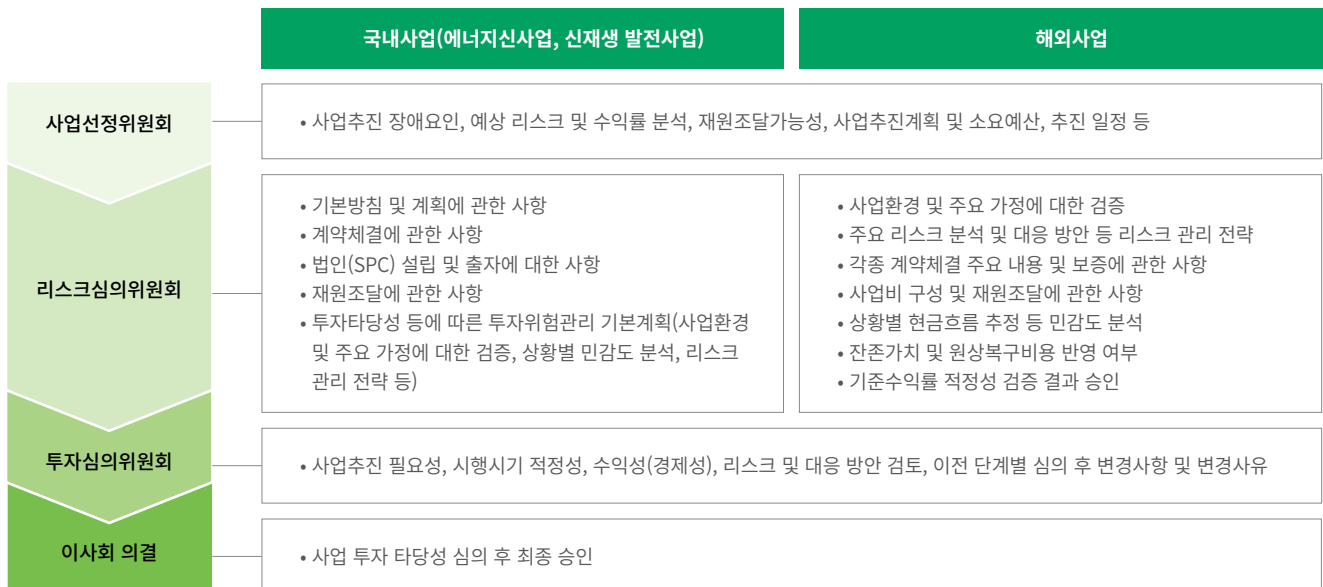 국내사업(에너지신사업, 신재생 발전사업)
해외사업
사업선정위원회
• 사업추진 장애요인, 예상 리스크 및 수익률 분석, 재원조달가능성, 사업추진계획 및 소요예산, 추진 일정 등
리스크심의위원회
• 기본방침 및 계획에 관한 사항
• 계약체결에 관한 사항
• 법인(SPC) 설립 및 출자에 대한 사항
• 재원조달에 관한 사항
• 투자타당성 등에 따른 투자위험관리 기본계획(사업환경
및 주요 가정에 대한 검증, 상황별 민감도 분석, 리스크
관리 전략 등)
• 사업환경 및 주요 가정에 대한 검증
• 주요 리스크 분석 및 대응 방안 등 리스크 관리 전략
• 각종 계약체결 주요 내용 및 보증에 관한 사항
• 사업비 구성 및 재원조달에 관한 사항
• 상황별 현금흐름 추정 등 민감도 분석
• 잔존가치 및 원상복구비용 반영 여부
• 기준수익률 적정성 검증 결과 승인
투자심의위원회
• 사업추진 필요성, 시행시기 적정성, 수익성(경제성), 리스크 및 대응 방안 검토, 이전 단계별 심의 후 변경사항 및 변경사유
이사회 의결
• 사업 투자 타당성 심의 후 최종 승인